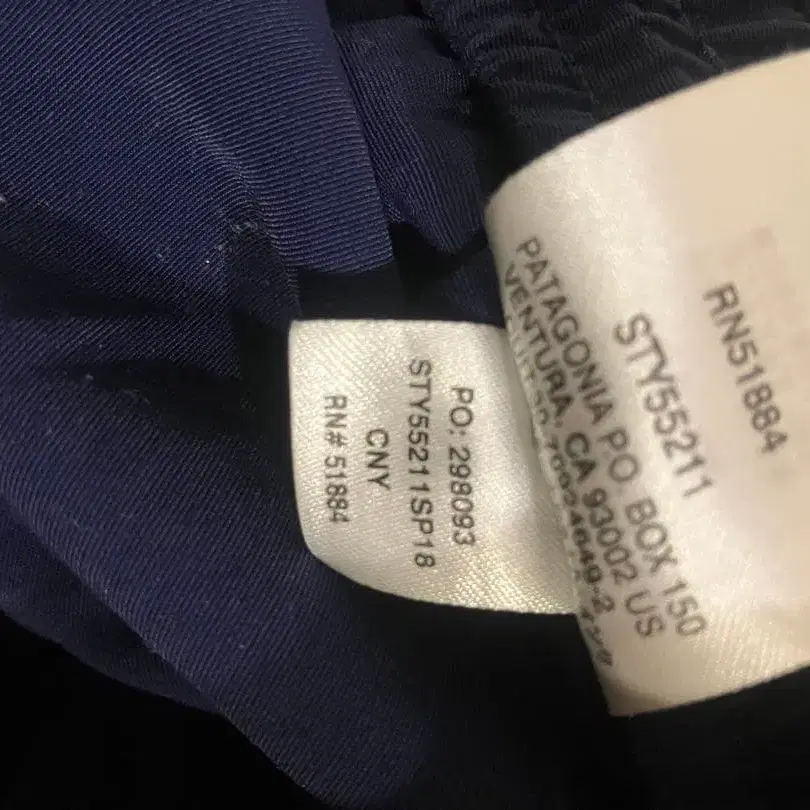 PO: 298093
STY55211SP18
CNY
RN# 51884
RN51884
STY55211
PATAGONIA PO BOX 150
VENTURA, CA 93002 US